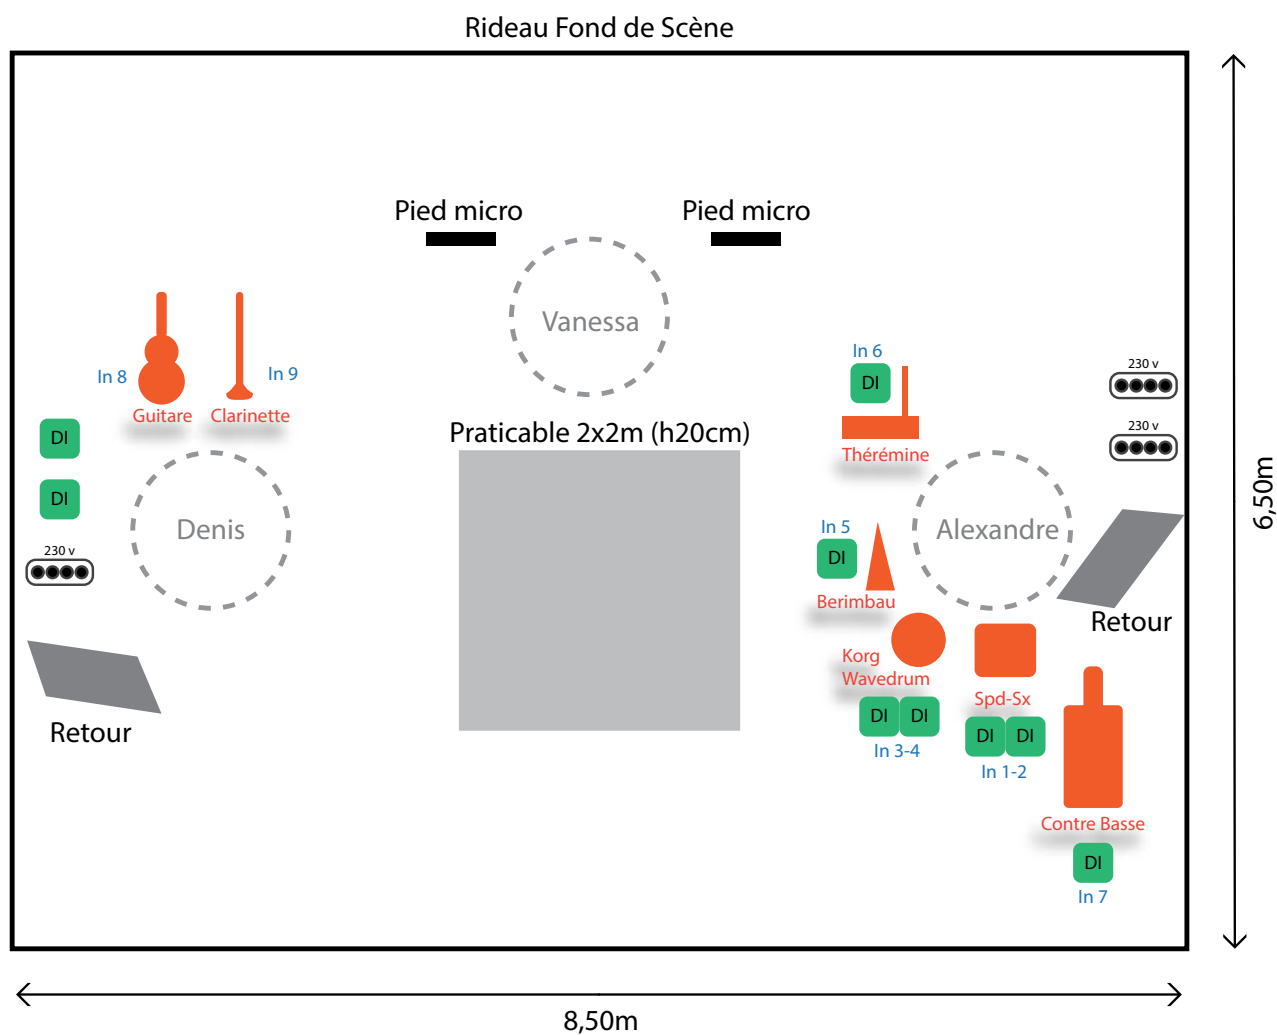 Rideau Fond de Scène
Pied micro
Pied micro
Vanessa
In 8
In 9
Guitare
Clarinette
DI
DI
230 v
Denis
Retour
Praticable 2x2m (h20cm)
In 6
DI
Thérémine
230 v
230 v
Alexandre
In 5
DI
Berimbau
Retour
Korg
Wavedrum
DI
DI
In 3-4
Spd-Sx
DI
DI
In 1-2
Contre Basse
DI
In 7
6,50m
8,50m